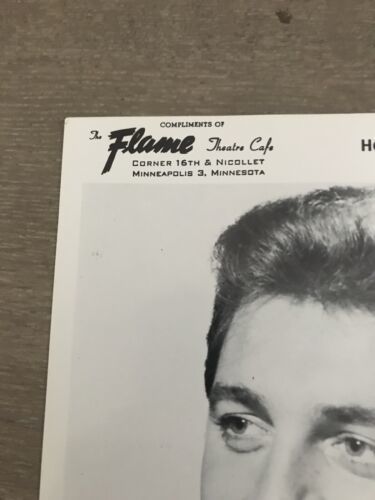 COMPLIMENTS OF
The Flame Theatre Cafe
CORNER 16TH & NICOLLET
MINNEAPOLIS 3, MINNESOTA